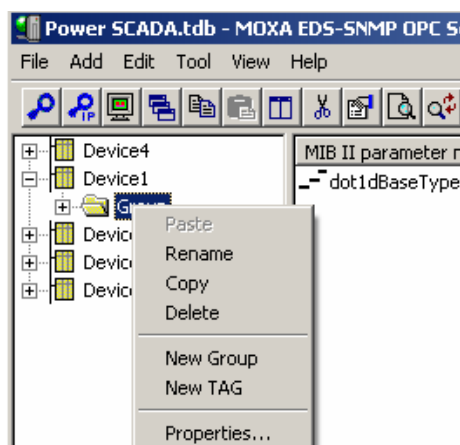 Power SCADA.tdb - MOXA EDS-SNMP OPC
File Add Edit Tool View Help
IP
Device4
MIB II parameter
Device1
dot1dBaseType
Paste
Rename
Copy
Delete
New Group
New TAG
Properties...